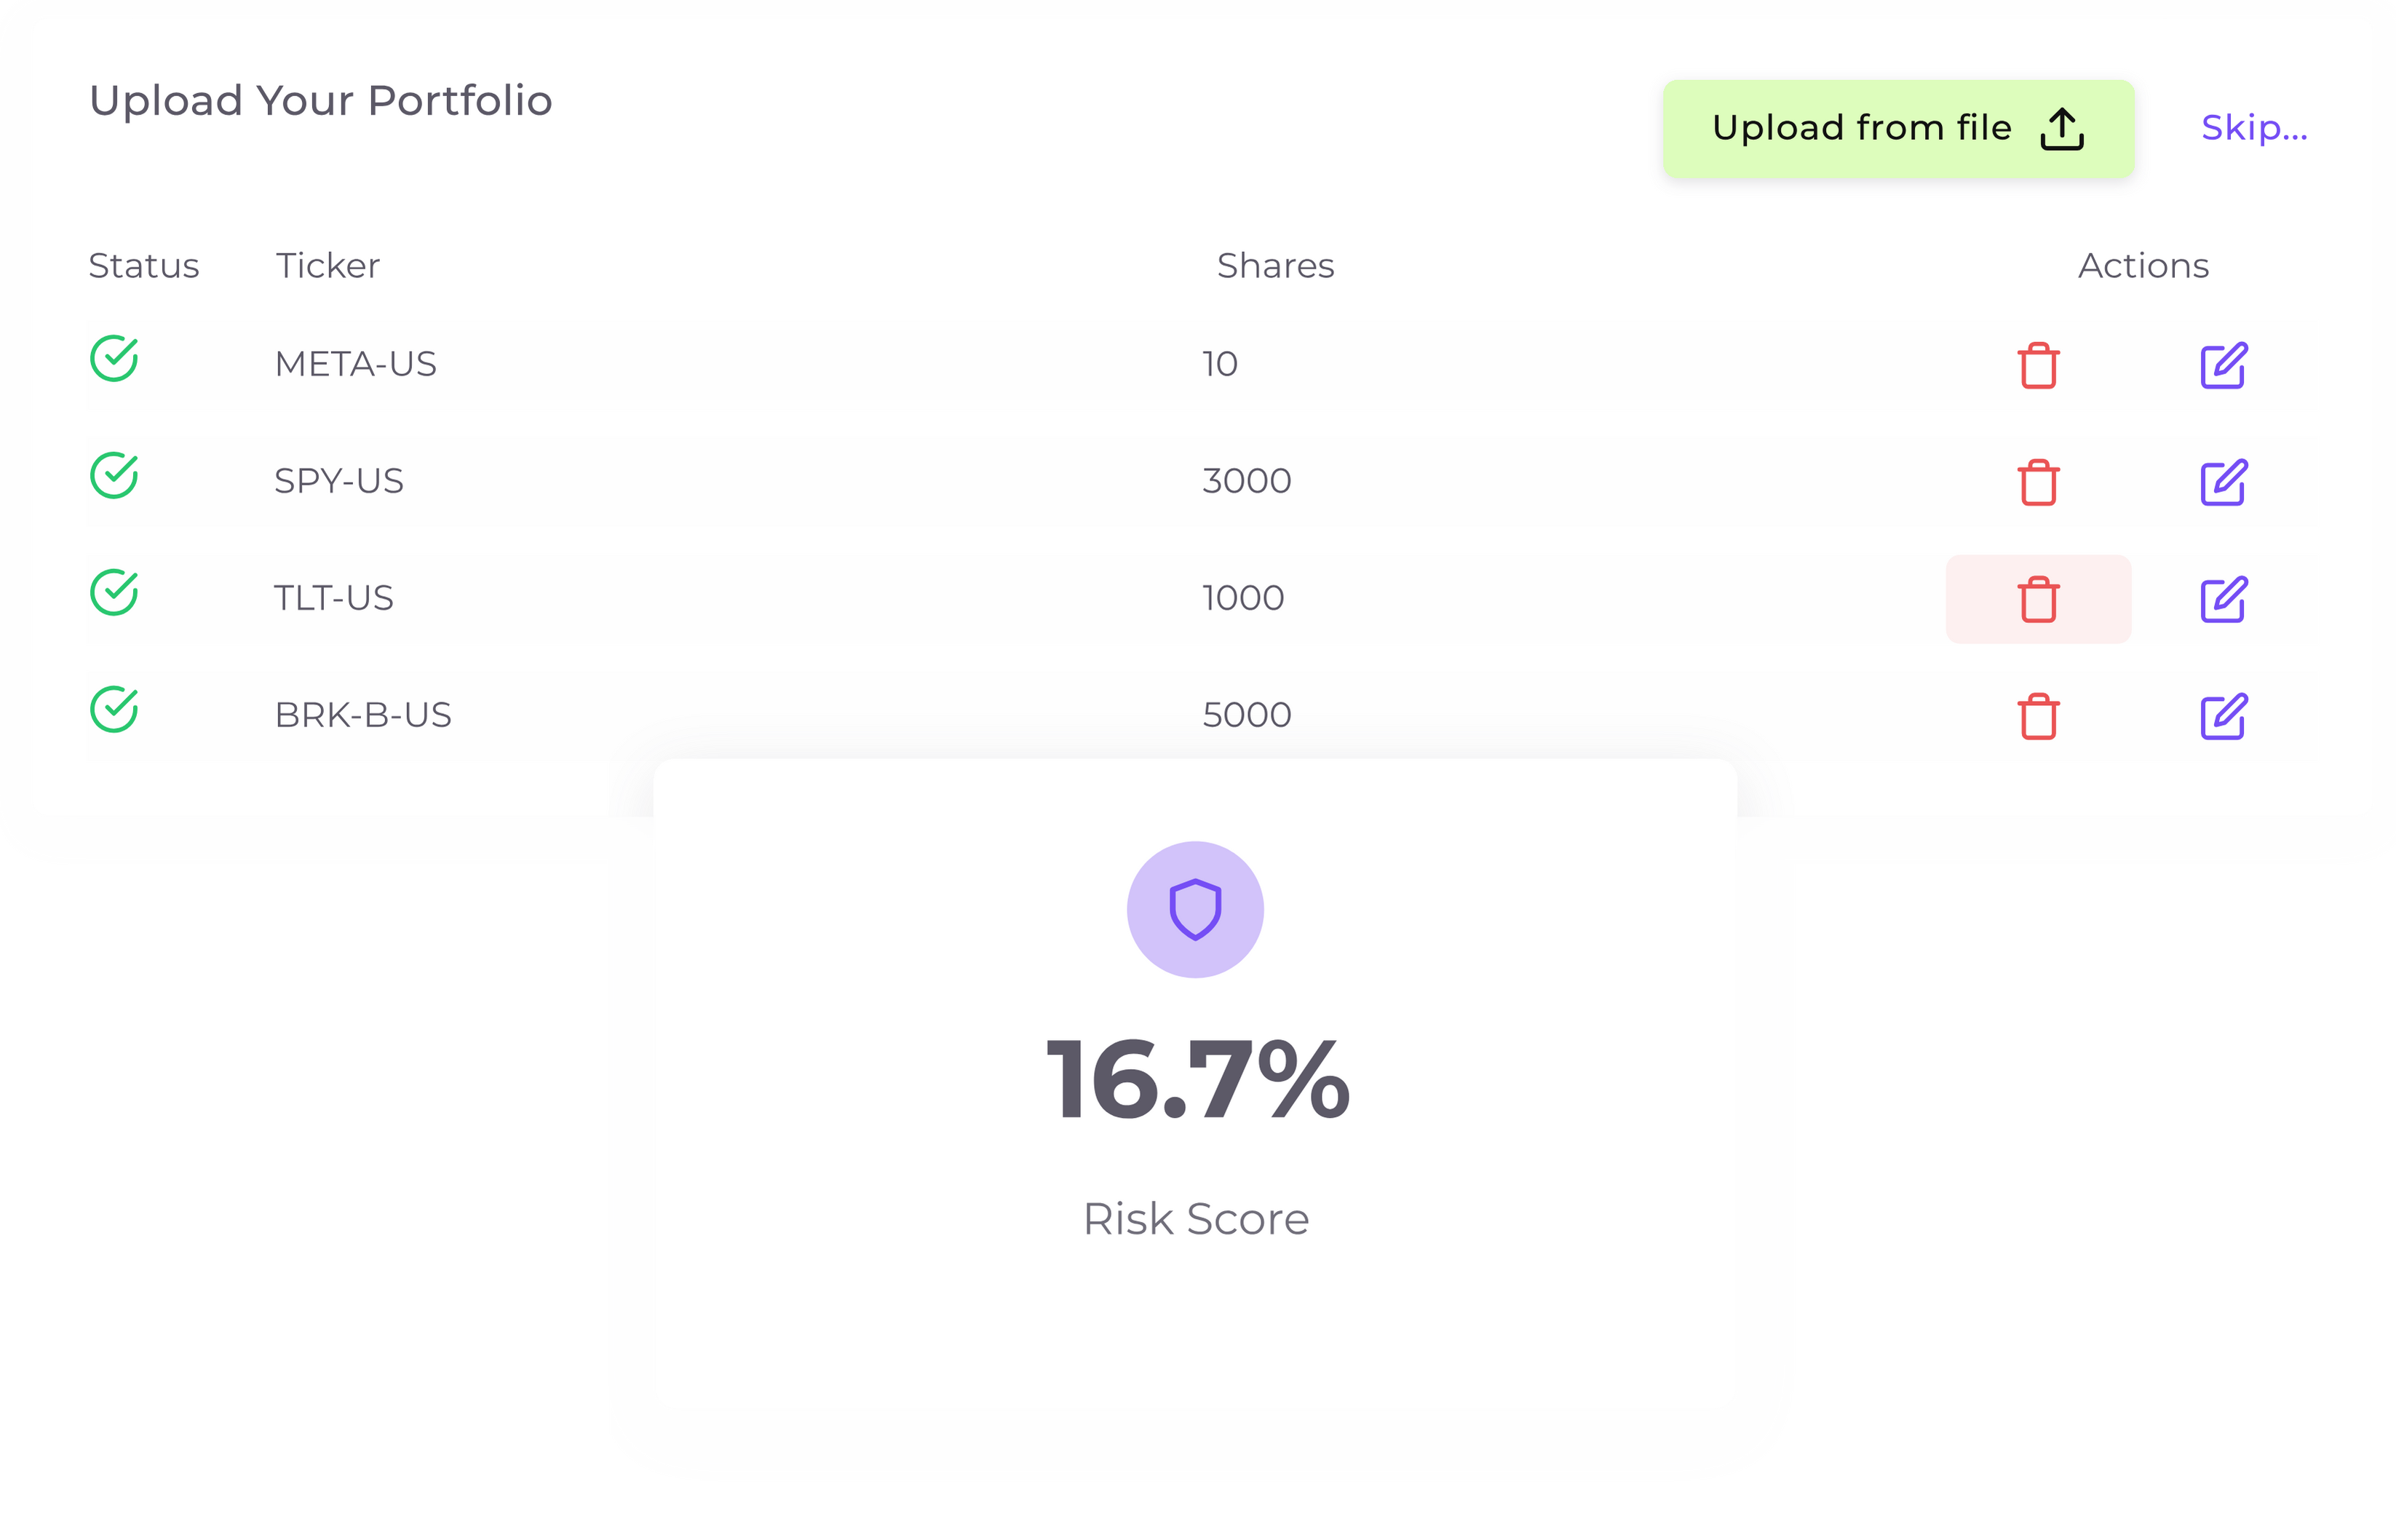 Upload Your Portfolio
Upload from file
Skip...
Status Ticker Shares Actions
META-US 10
SPY-US 3000
TLT-US 1000
BRK-B-US 5000
16.7%
Risk Score